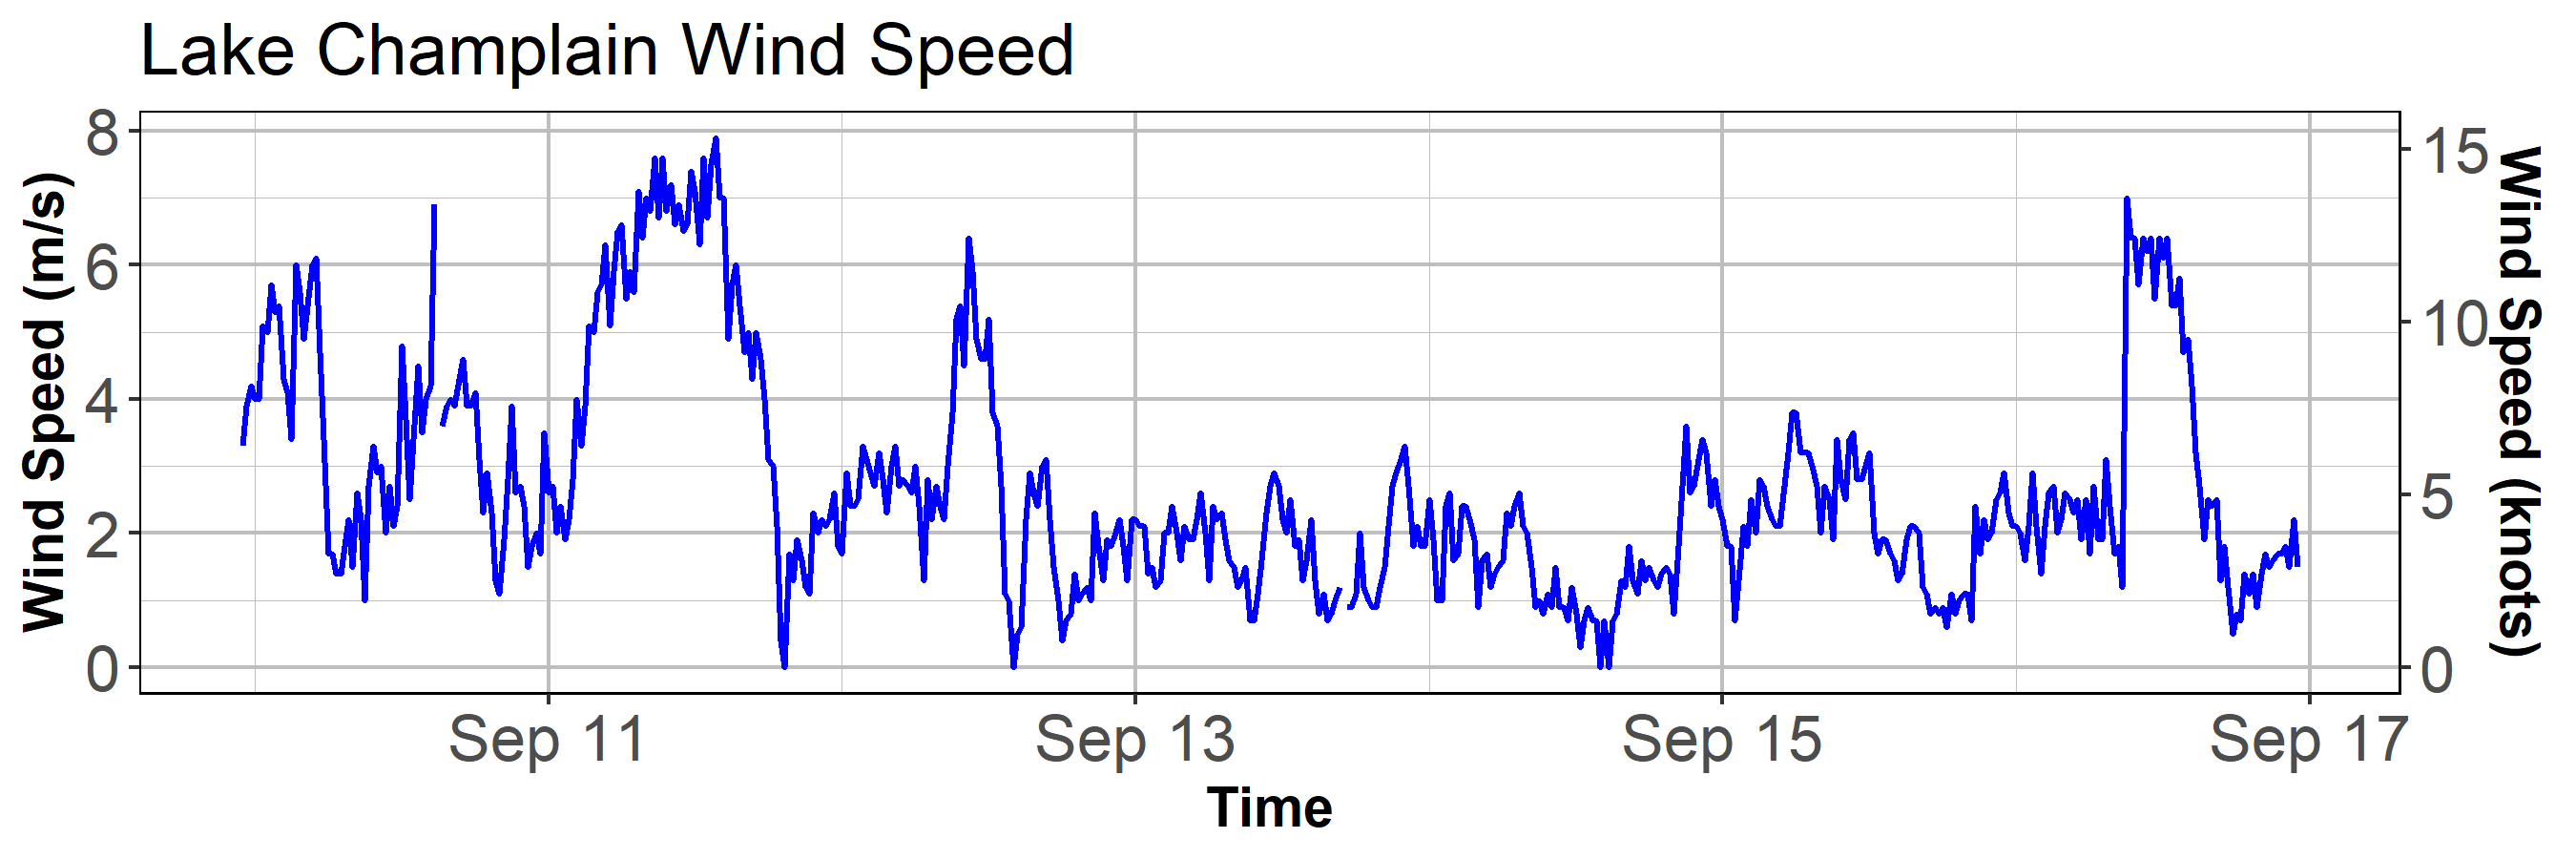 Lake Champlain Wind Speed
Wind Speed (m/s)
8
6
4
2
0
15
10
5
0
Wind Speed (knots)
Sep 11
Sep 13
Sep 15
Sep 17
Time